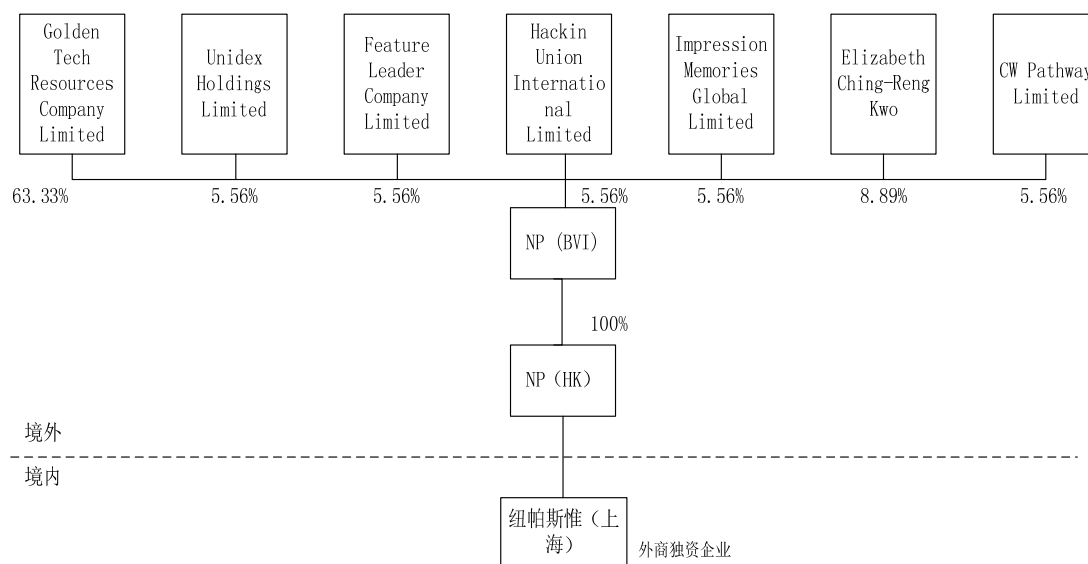 Golden
Tech
Resources
Company
Limited
Unidex
Holdings
Limited
Feature
Leader
Company
Limited
Hackin
Union
Internatio
nal
Limited
Impression
Memories
Global
Limited
Elizabeth
Ching-Reng
Kwo
CW Pathway
Limited
63.33%
5.56%
5.56%
5.56%
5.56%
8.89%
5.56%
NP (BVI)
100%
NP（HK）
境外
境内
纽帕斯惟（上
海）
外商独资企业